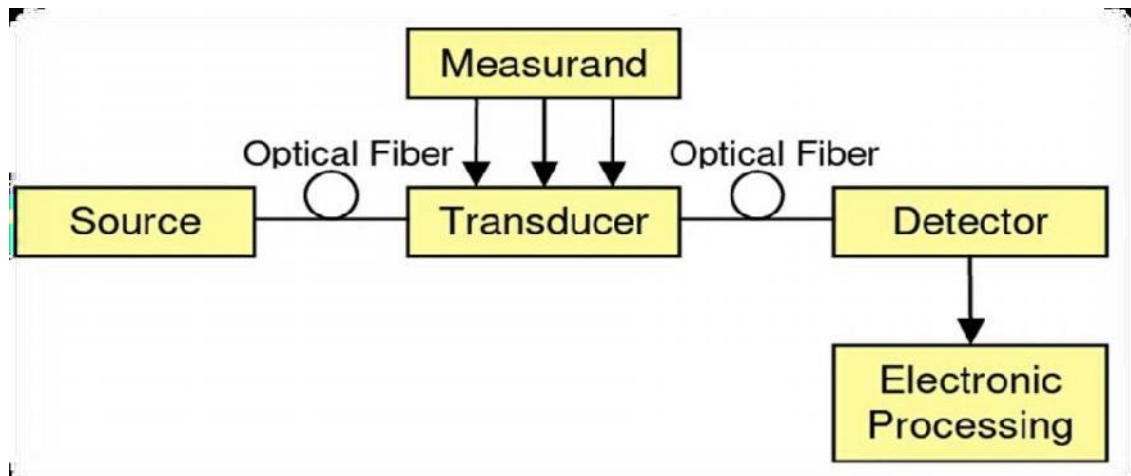 Measurand
Optical Fiber
Optical Fiber
Source
Transducer
Detector
Electronic
Processing